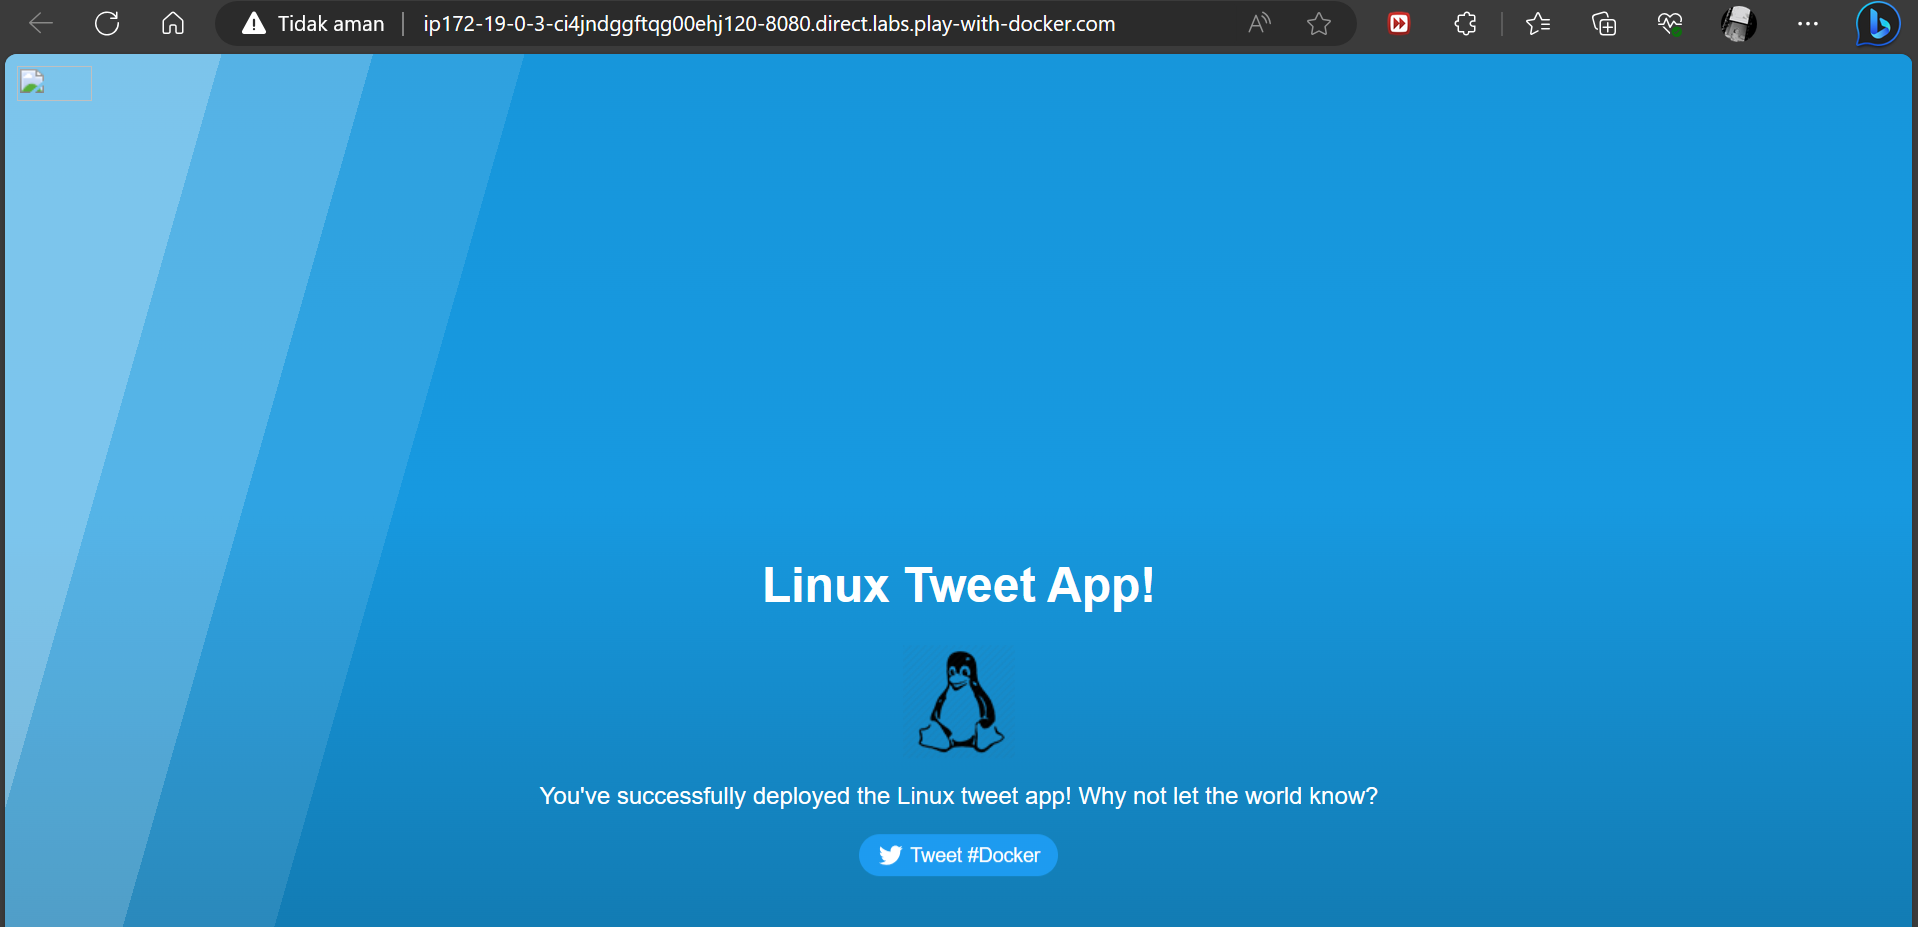 Tidak aman
ip172-19-0-3-ci4jndggftqg00ehj120-8080.direct.labs.play-with-docker.com
Linux Tweet App!
You've successfully deployed the Linux tweet app! Why not let the world know?
Tweet #Docker